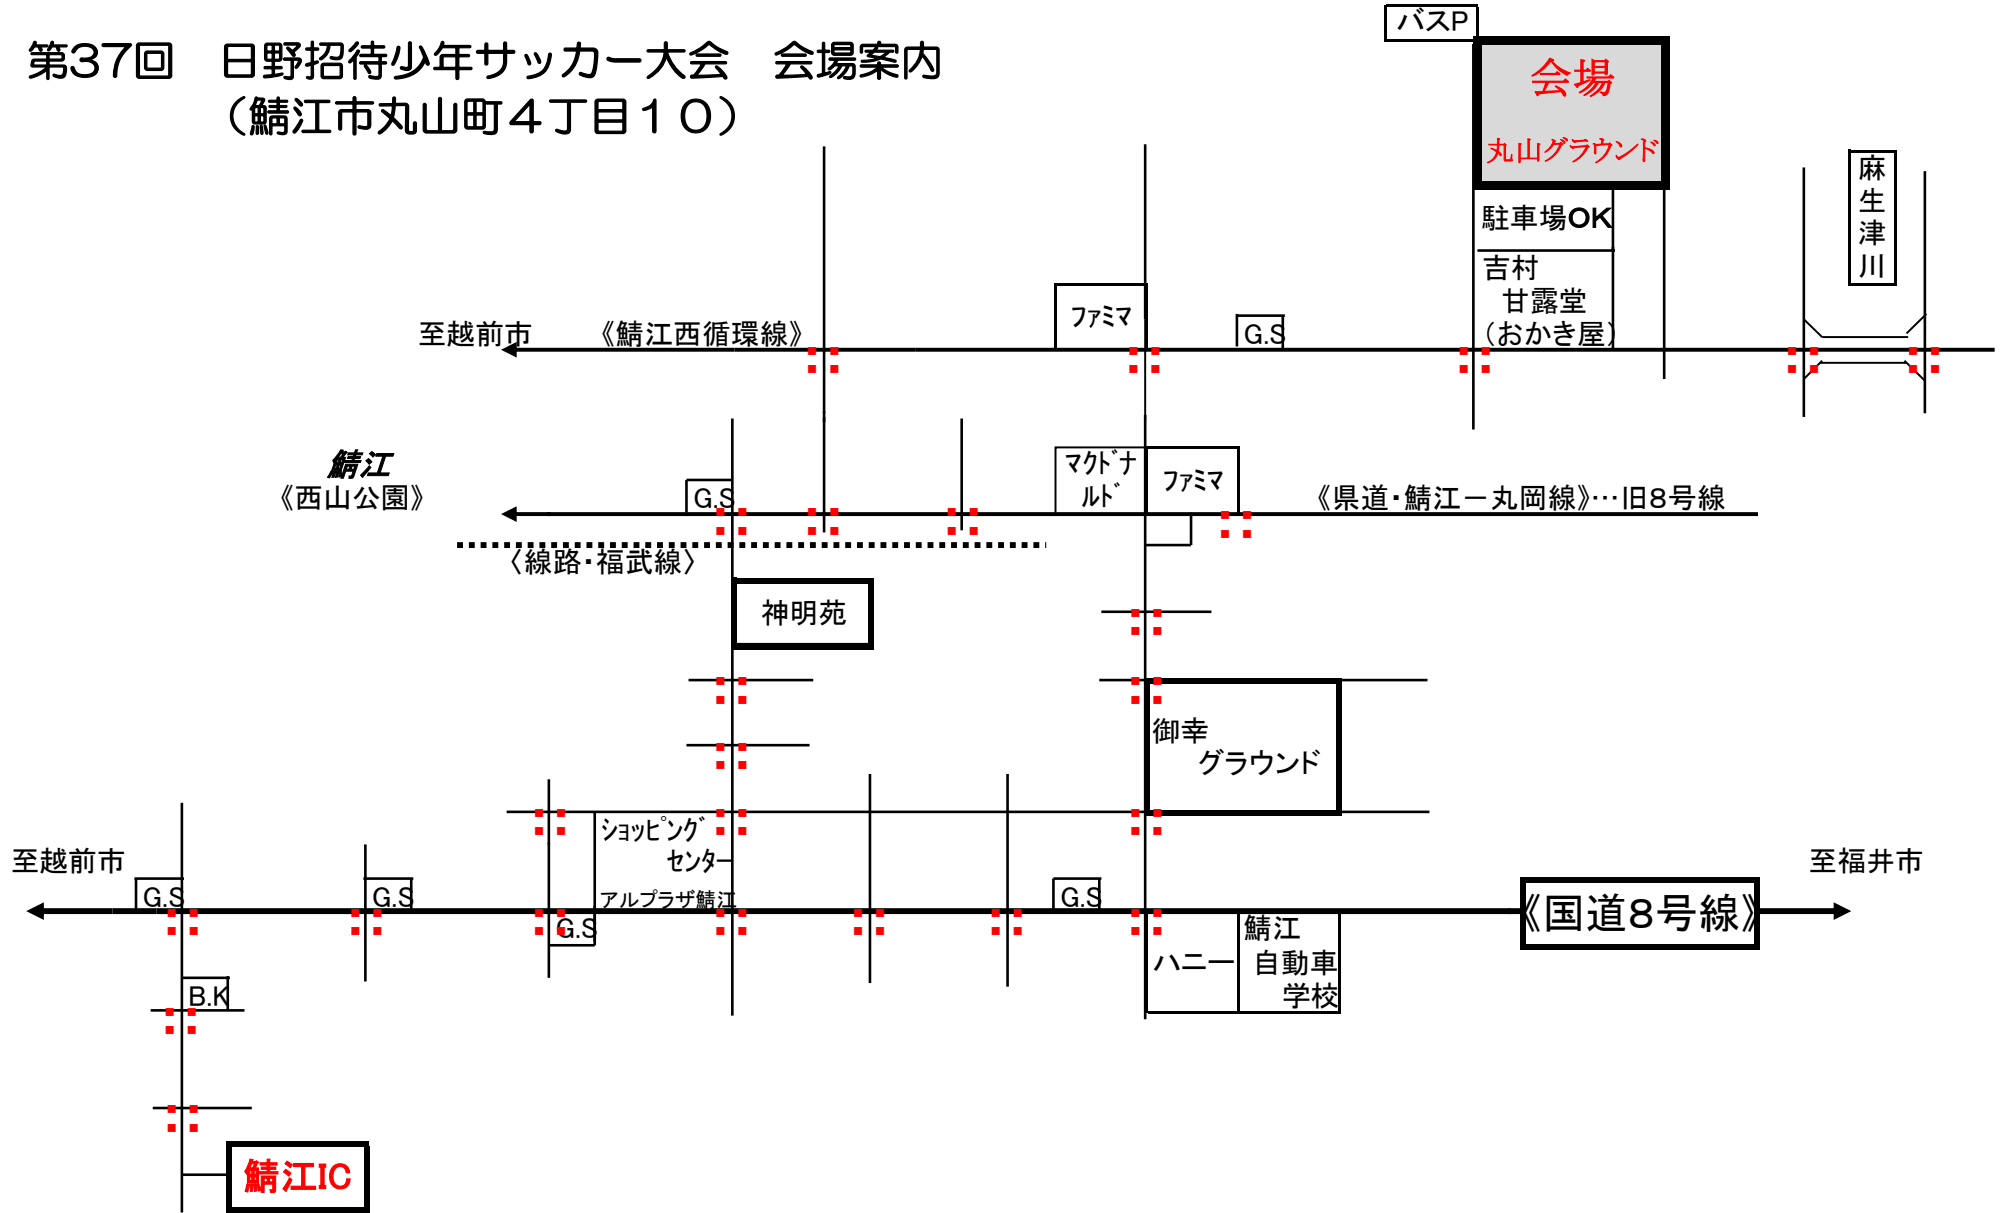 バスP
第37回　日野招待少年サッカー大会　会場案内
（鯖江市丸山町４丁目１０）
会場
丸山グラウンド
麻生津川
駐車場OK
吉村
甘露堂
（おかき屋）
ファミマ
G.S
至越前市
《鯖江西循環線》
鯖江
《西山公園》
G.S
マクドナ
ルド
ファミマ
《県道・鯖江－丸岡線》…旧8号線
〈線路・福武線〉
神明苑
御幸
グラウンド
ショッピング
センター
アルプラザ鯖江
至越前市
G.S
G.S
G.S
G.S
至福井市
《国道8号線》
ハニー
鯖江
自動車
学校
B.K
鯖江IC